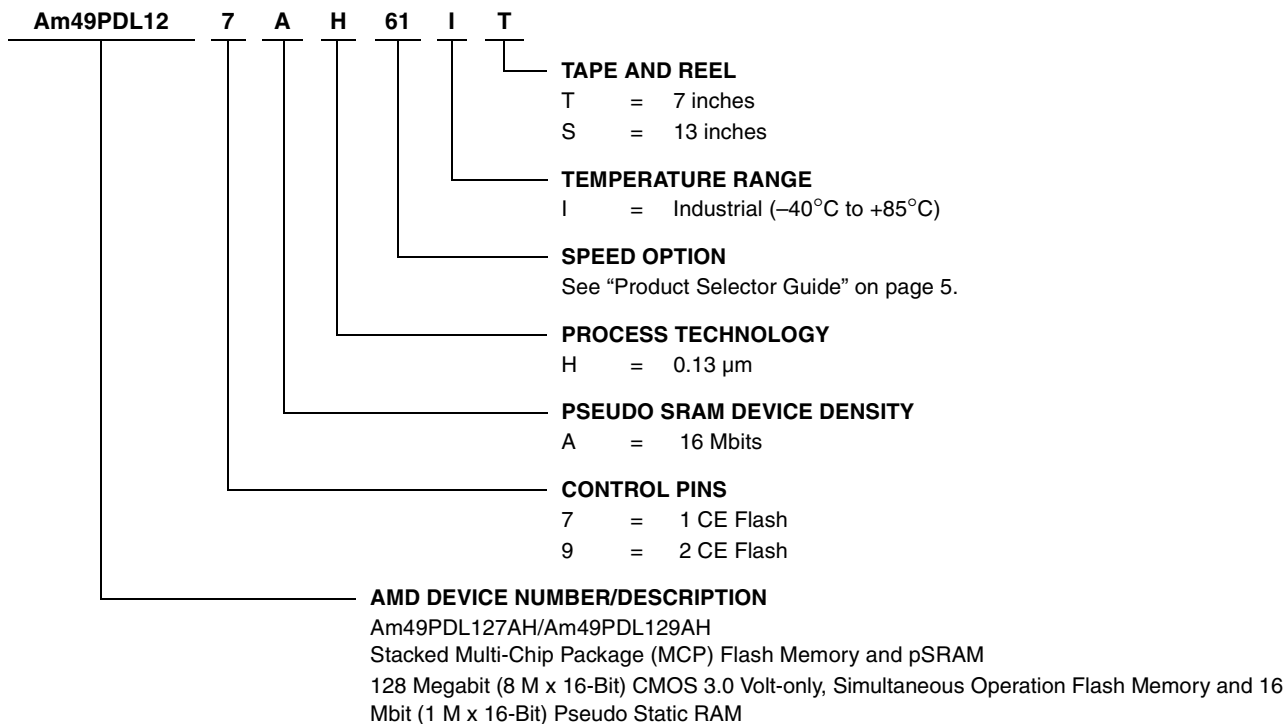 Am49PDL12 7 A H 61 I T
TAPE AND REEL
T = 7 inches
S = 13 inches
TEMPERATURE RANGE
I = Industrial (–40°C to +85°C)
SPEED OPTION
See “Product Selector Guide” on page 5.
PROCESS TECHNOLOGY
H = 0.13 µm
PSEUDO SRAM DEVICE DENSITY
A = 16 Mbits
CONTROL PINS
7 = 1 CE Flash
9 = 2 CE Flash
AMD DEVICE NUMBER/DESCRIPTION
Am49PDL127AH/Am49PDL129AH
Stacked Multi-Chip Package (MCP) Flash Memory and pSRAM
128 Megabit (8 M x 16-Bit) CMOS 3.0 Volt-only, Simultaneous Operation Flash Memory and 16
Mbit (1 M x 16-Bit) Pseudo Static RAM